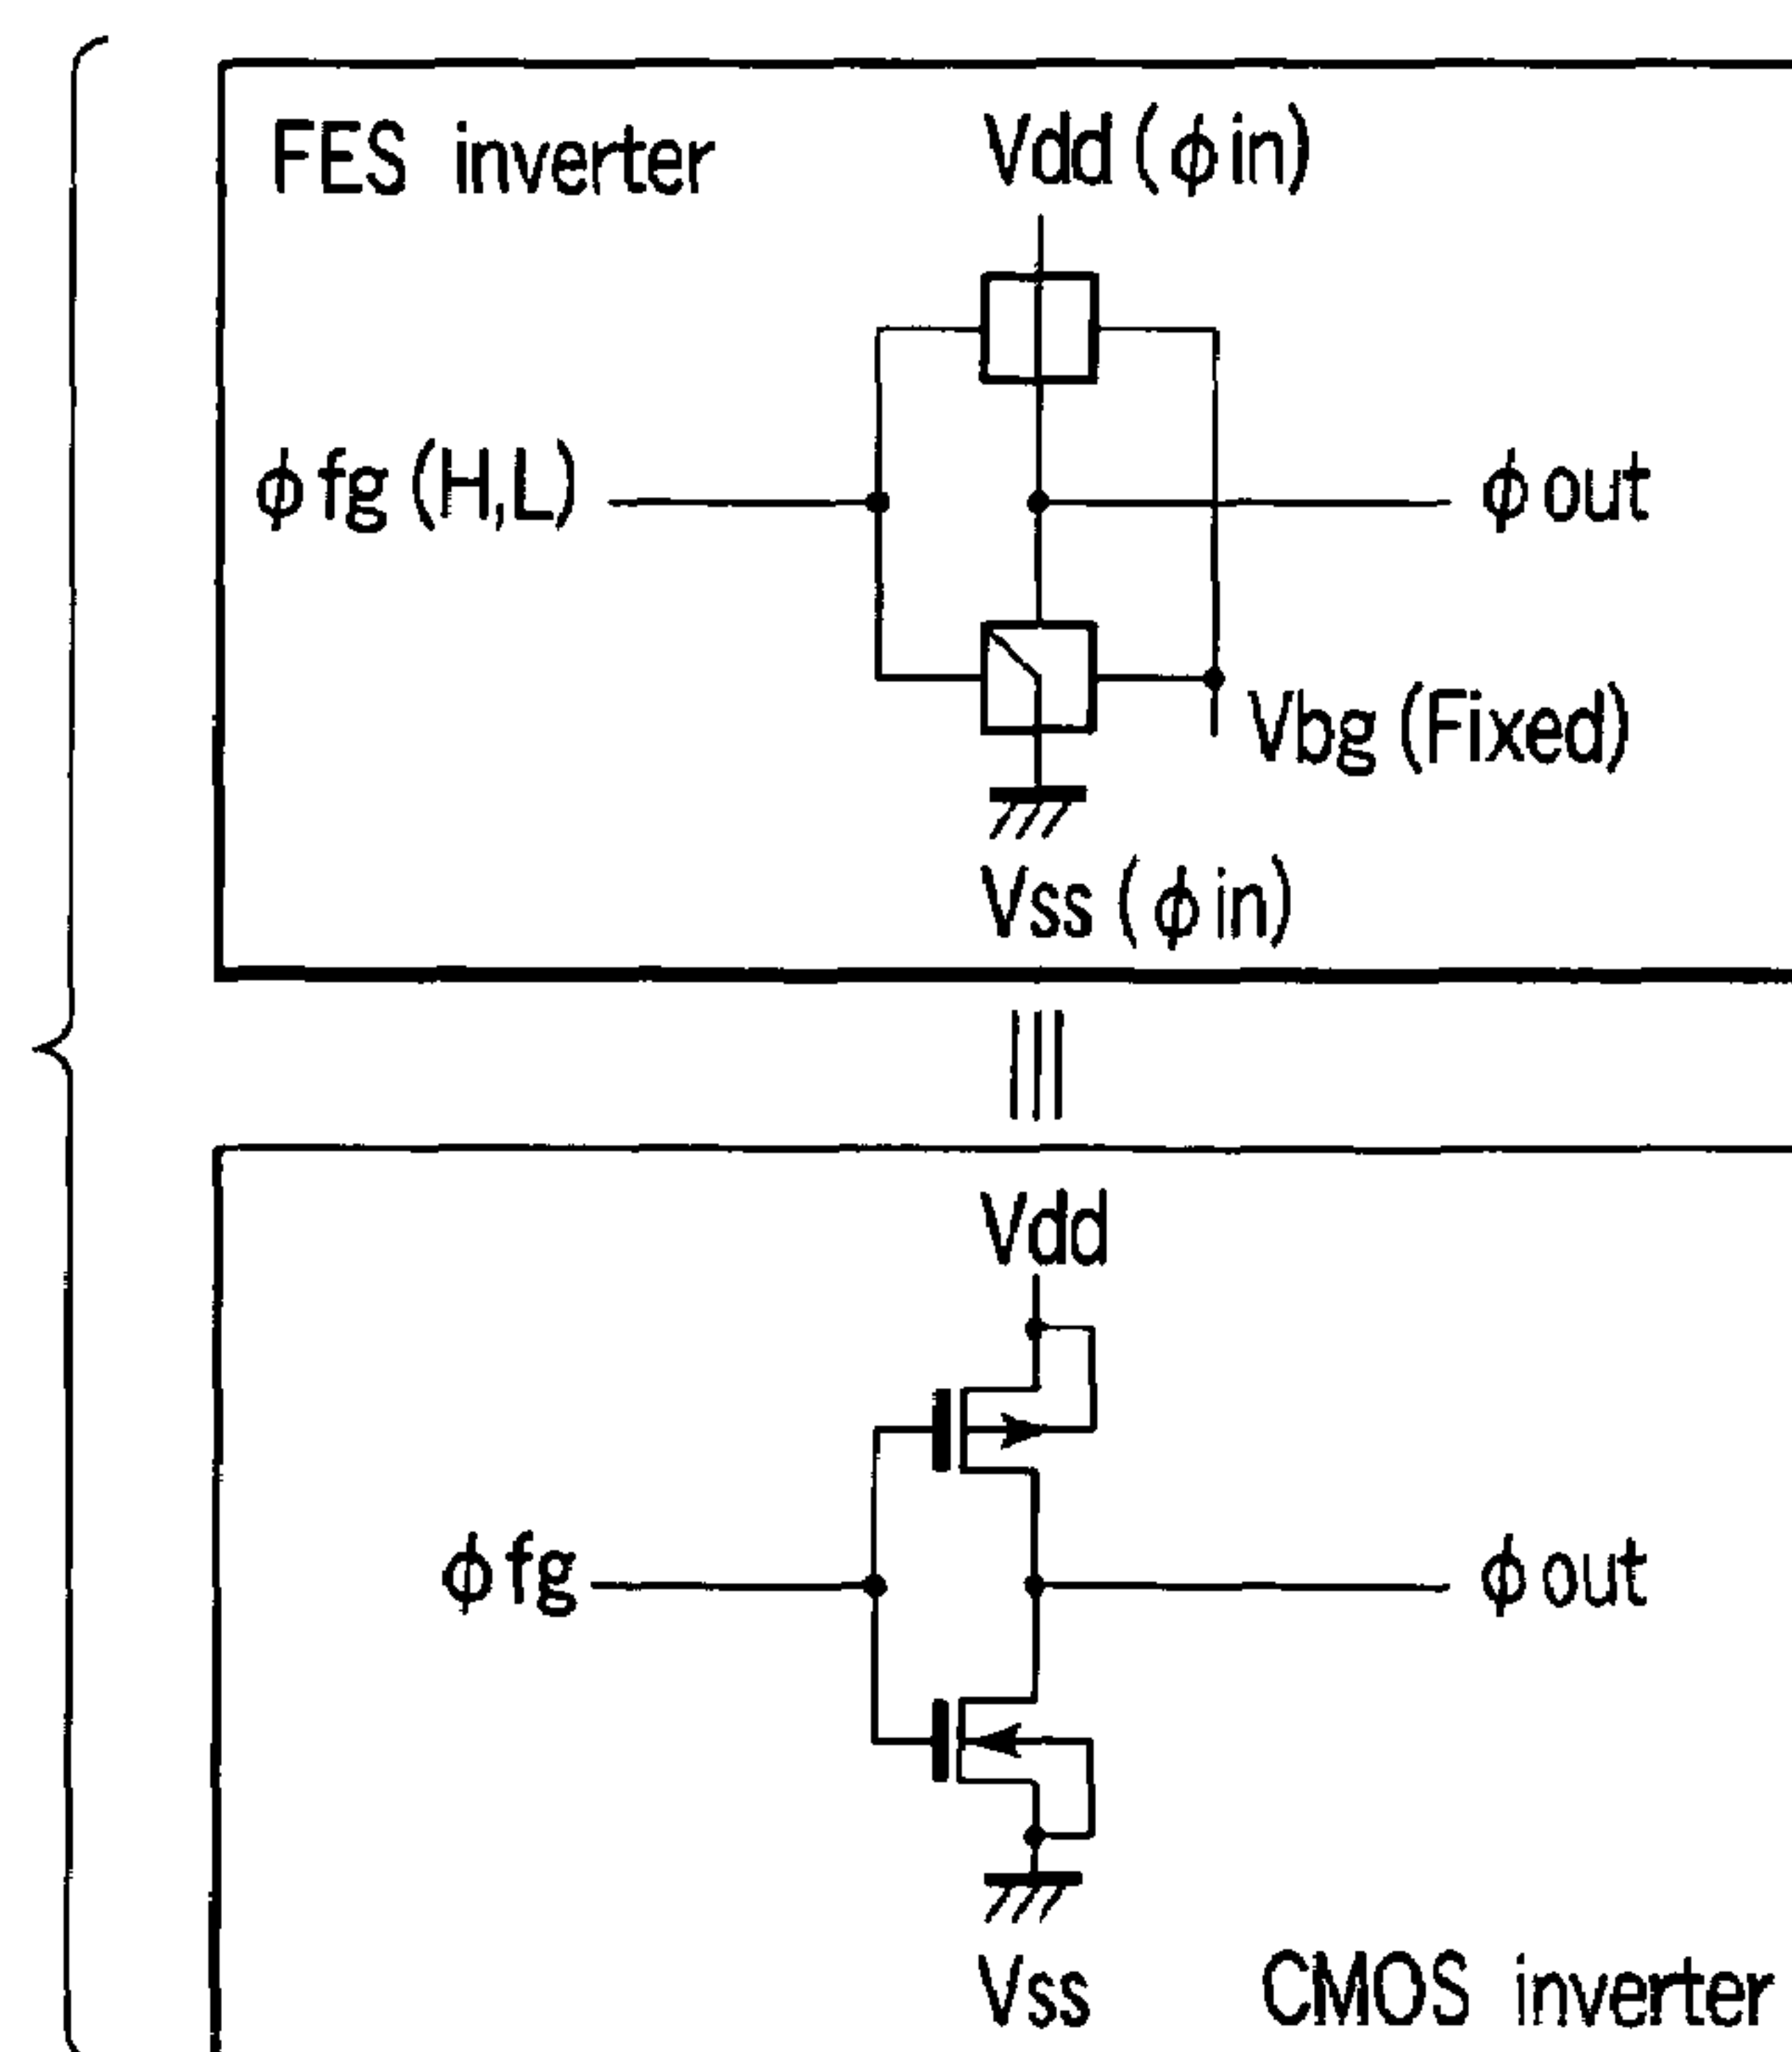 FES inverter
Vdd (ϕin)
ϕfg (H,L)
ϕout
Vbg (Fixed)
Vss (ϕin)
Vdd
ϕfg
ϕout
Vss
CMOS inverter